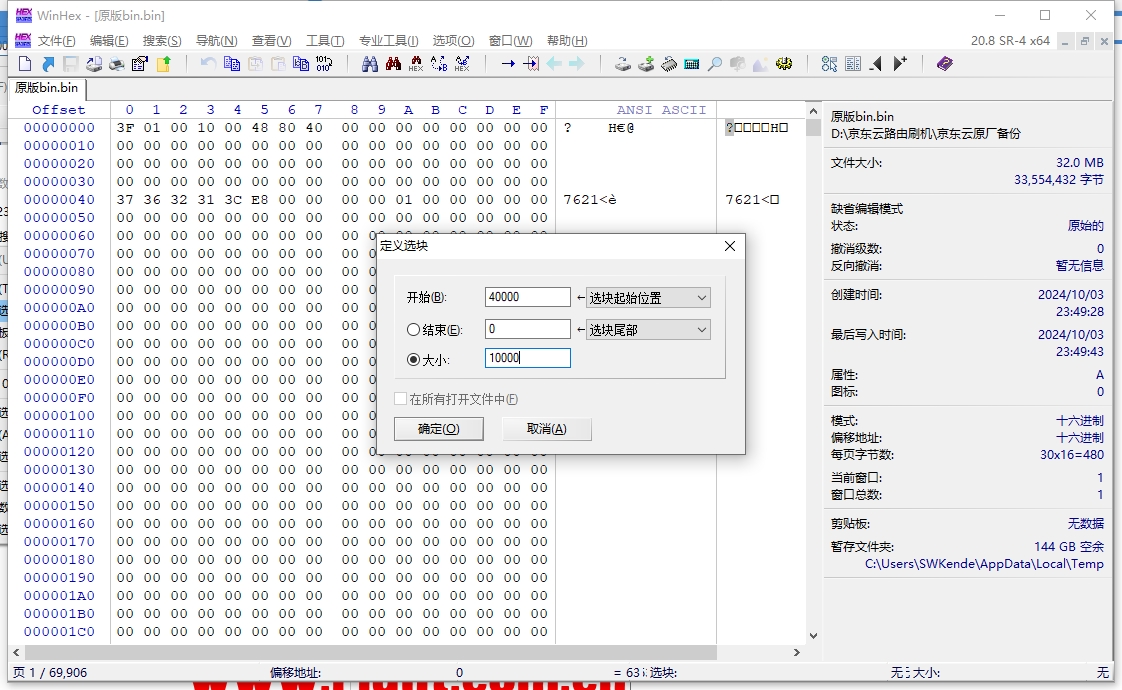 WinHex - [原版bin.bin]
文件(F) 编辑(E) 搜索(S) 导航(N) 查看(V) 工具(T) 专业工具(I) 选项(O) 窗口(W) 帮助(H) 20.8 SR-4 x64
原版bin.bin
Offset 0 1 2 3 4 5 6 7 8 9 A B C D E F ANSI ASCII
00000000 3F 01 00 10 00 48 80 40 00 00 00 00 00 00 00 00 ? H€@ ?□□□□H□
00000010 00 00 00 00 00 00 00 00 00 00 00 00 00 00 00 00
00000020 00 00 00 00 00 00 00 00 00 00 00 00 00 00 00 00
00000030 00 00 00 00 00 00 00 00 00 00 00 00 00 00 00 00
00000040 37 36 32 31 3C E8 00 00 00 00 01 00 00 00 00 00 7621<è 7621<□
00000050 00 00 00 00 00 00 00 00 00 00 00 00 00 00 00 00
00000060 00 00 00 00 00 00 00 00 00 00
00000070 00 00 00 00 00 00 00 00 00
00000080 00 00 00 00 00 00 00 00 00
00000090 00 00 00 00 00 00 00 00 00
000000A0 00 00 00 00 00 00 00 00 00
000000B0 00 00 00 00 00 00 00 00 00
000000C0 00 00 00 00 00 00 00 00 00
000000D0 00 00 00 00 00 00 00 00 00
000000E0 00 00 00 00 00 00 00 00 00
000000F0 00 00 00 00 00 00 00 00 00
00000100 00 00 00 00 00 00 00 00 00
00000110 00 00 00 00 00 00 00 00 00
00000120 00 00 00 00 00 00 00 00 00
00000130 00 00 00 00 00 00 00 00 00 00 00 00 00 00 00 00
00000140 00 00 00 00 00 00 00 00 00 00 00 00 00 00 00 00
00000150 00 00 00 00 00 00 00 00 00 00 00 00 00 00 00 00
00000160 00 00 00 00 00 00 00 00 00 00 00 00 00 00 00 00
00000170 00 00 00 00 00 00 00 00 00 00 00 00 00 00 00 00
00000180 00 00 00 00 00 00 00 00 00 00 00 00 00 00 00 00
00000190 00 00 00 00 00 00 00 00 00 00 00 00 00 00 00 00
000001A0 00 00 00 00 00 00 00 00 00 00 00 00 00 00 00 00
000001B0 00 00 00 00 00 00 00 00 00 00 00 00 00 00 00 00
000001C0 00 00 00 00 00 00 00 00 00 00 00 00 00 00 00 00
定义选块
开始(B): 40000 ← 选块起始位置
结束(E): 0 ← 选块尾部
大小: 10000
在所有打开文件中(F)
确定(O) 取消(A)
原版bin.bin
D:\京东云路由刷机\京东云原厂备份
文件大小: 32.0 MB
33,554,432 字节
缺省编辑模式
状态: 原始的
撤消级数: 0
反向撤消: 暂无信息
创建时间: 2024/10/03
23:49:28
最后写入时间: 2024/10/03
23:49:43
属性: A
图标: 0
模式: 十六进制
偏移地址: 十六进制
每页字节数: 30x16=480
当前窗口: 1
窗口总数: 1
剪贴板: 无数据
暂存文件夹: 144 GB 空余
C:\Users\SWKende\AppData\Local\Temp
页 1 / 69,906 偏移地址: 0 = 63 选块: 无 大小: 无